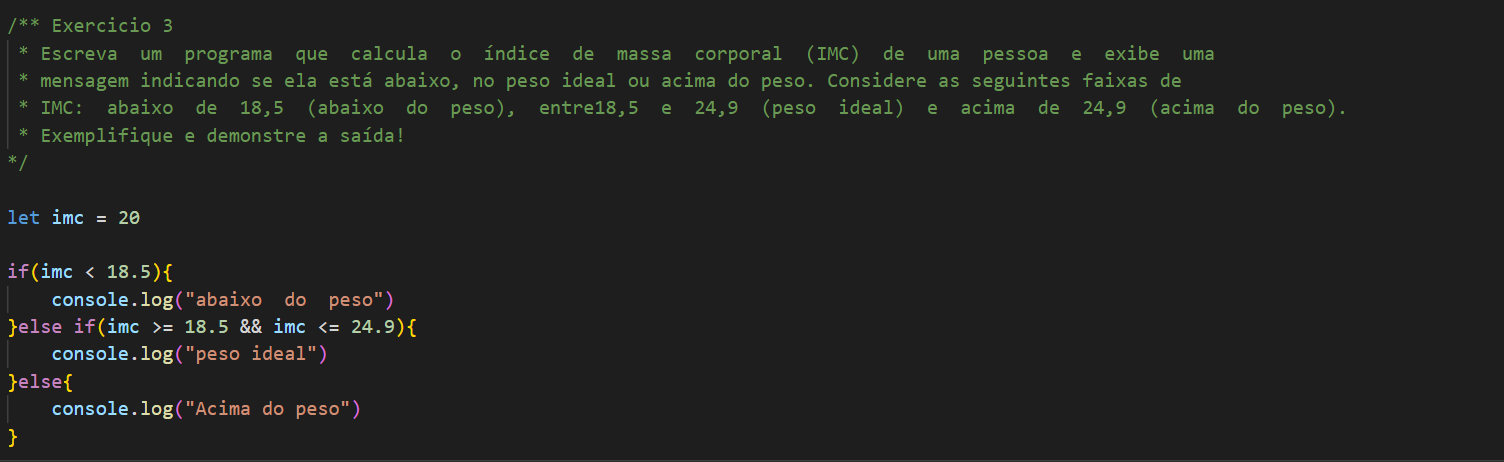 /** Exercicio 3
 * Escreva  um  programa  que  calcula  o  índice  de  massa  corporal  (IMC)  de  uma  pessoa  e  exibe  uma
 * mensagem indicando se ela está abaixo, no peso ideal ou acima do peso. Considere as seguintes faixas de
 * IMC:  abaixo  de  18,5  (abaixo  do  peso),  entre18,5  e  24,9  (peso  ideal)  e  acima  de  24,9  (acima  do  peso).
 * Exemplifique e demonstre a saída!
*/
let imc = 20
if(imc < 18.5){
    console.log("abaixo  do  peso")
}else if(imc >= 18.5 && imc <= 24.9){
    console.log("peso ideal")
}else{
    console.log("Acima do peso")
}